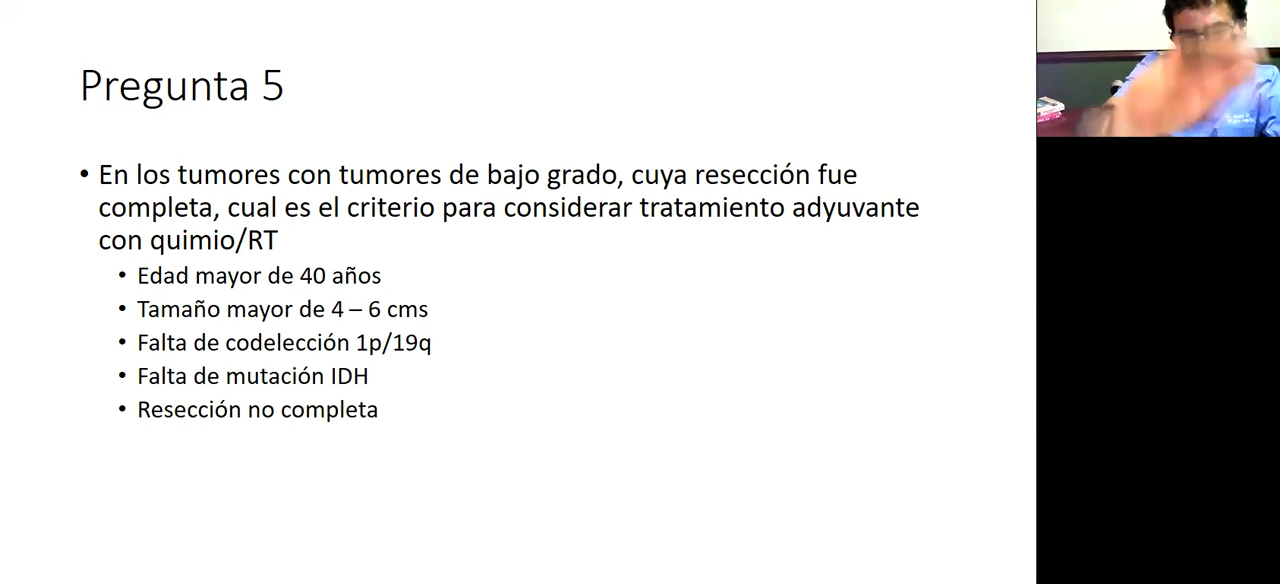 Pregunta 5
• En los tumores con tumores de bajo grado, cuya resección fue
completa, cual es el criterio para considerar tratamiento adyuvante
con quimio/RT
• Edad mayor de 40 años
• Tamaño mayor de 4 – 6 cms
• Falta de codelección 1p/19q
• Falta de mutación IDH
• Resección no completa